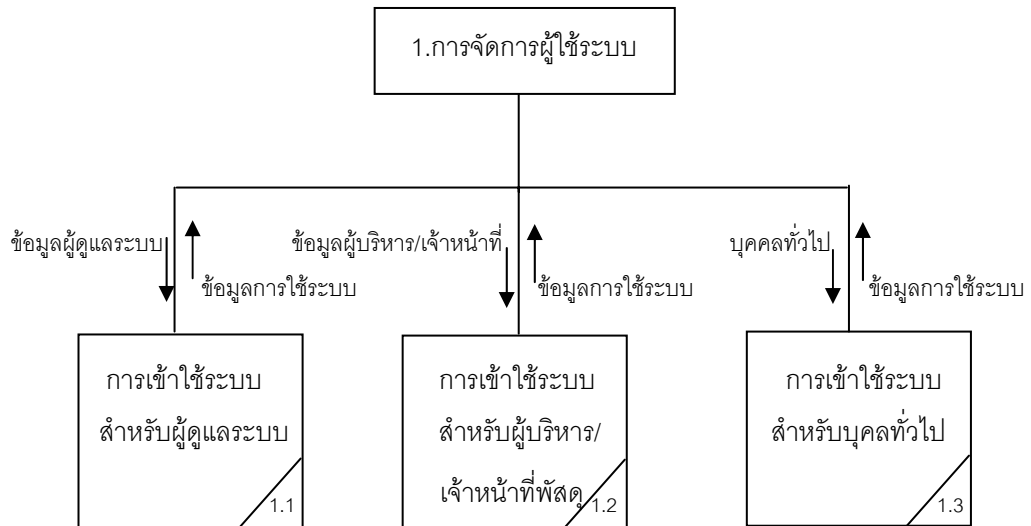 1.การจัดการผู้ใช้ระบบ
ข้อมูลผู้ดูแลระบบ
ข้อมูลการใช้ระบบ
ข้อมูลผู้บริหาร/เจ้าหน้าที่
ข้อมูลการใช้ระบบ
บุคคลทั่วไป
ข้อมูลการใช้ระบบ
การเข้าใช้ระบบ
สำหรับผู้ดูแลระบบ
1.1
การเข้าใช้ระบบ
สำหรับผู้บริหาร/
เจ้าหน้าที่พัสดุ
1.2
การเข้าใช้ระบบ
สำหรับบุคลทั่วไป
1.3